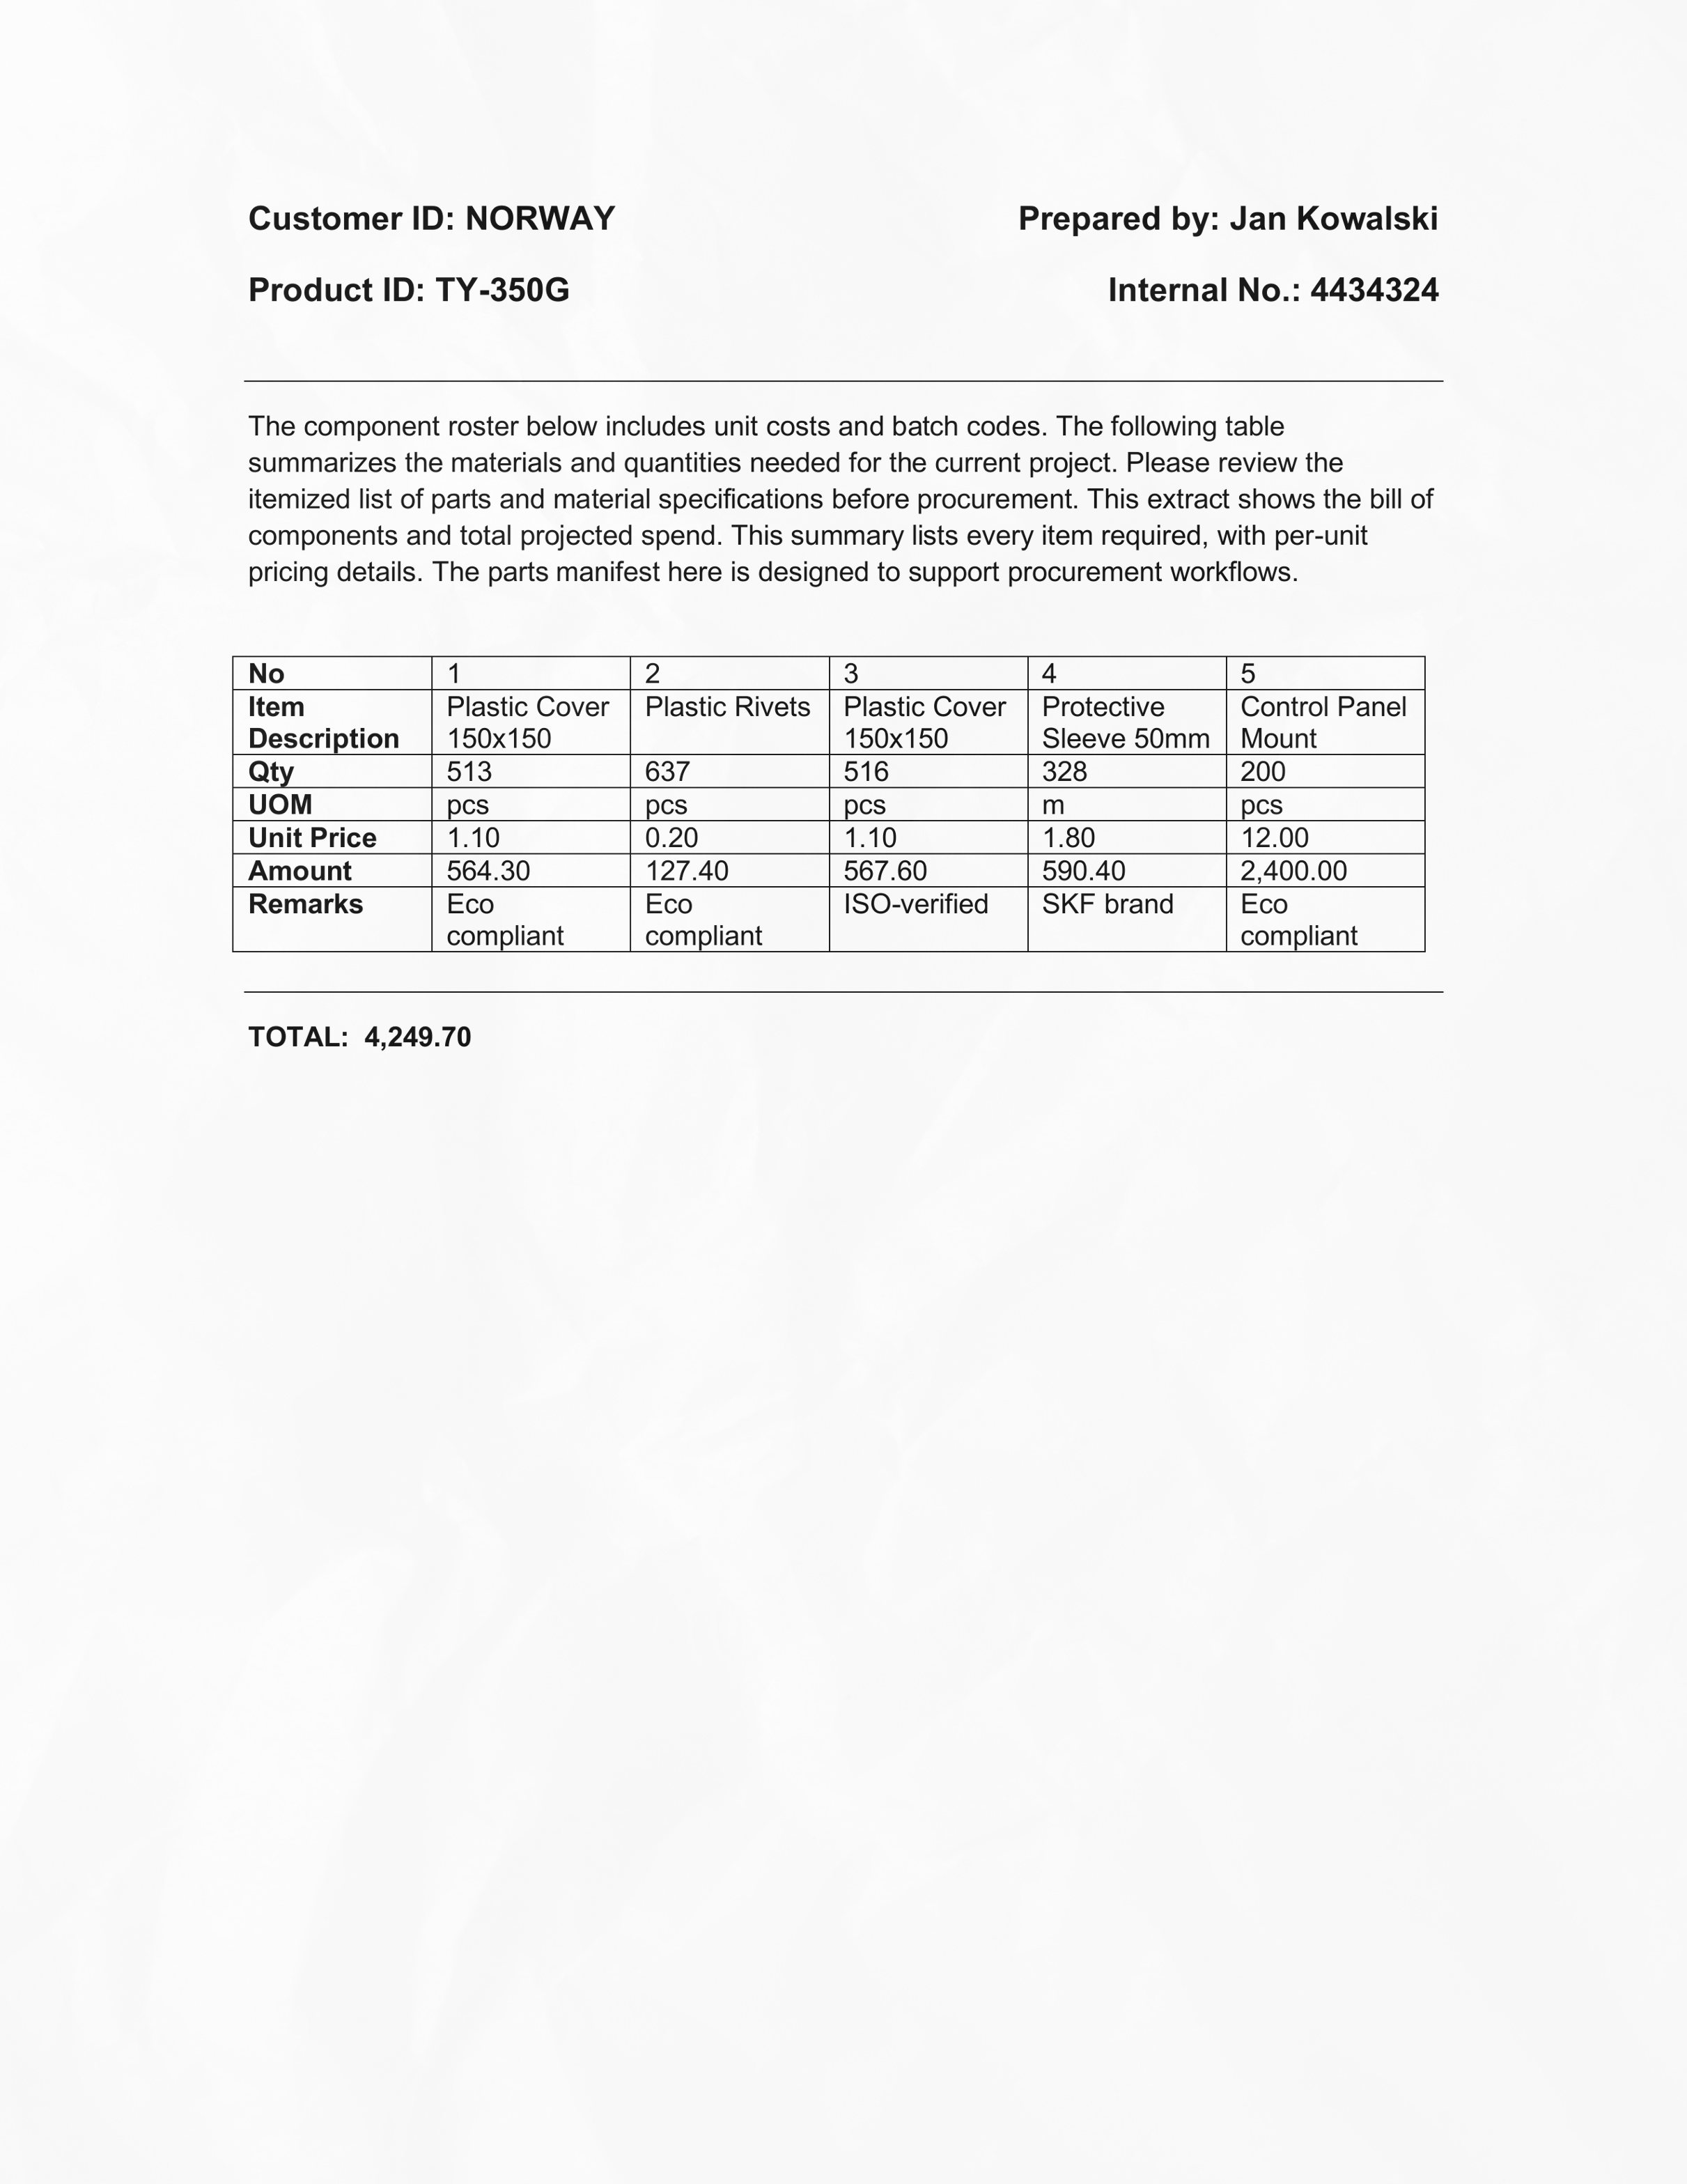 Customer ID: NORWAY Prepared by: Jan Kowalski
Product ID: TY-350G Internal No.: 4434324
The component roster below includes unit costs and batch codes. The following table
summarizes the materials and quantities needed for the current project. Please review the
itemized list of parts and material specifications before procurement. This extract shows the bill of
components and total projected spend. This summary lists every item required, with per-unit
pricing details. The parts manifest here is designed to support procurement workflows.
No 1 2 3 4 5
Item Plastic Cover Plastic Rivets Plastic Cover Protective Control Panel
Description 150x150 150x150 Sleeve 50mm Mount
Qty 513 637 516 328 200
UOM pcs pcs pcs m pcs
Unit Price 1.10 0.20 1.10 1.80 12.00
Amount 564.30 127.40 567.60 590.40 2,400.00
Remarks Eco Eco ISO-verified SKF brand Eco
compliant compliant compliant
TOTAL: 4,249.70